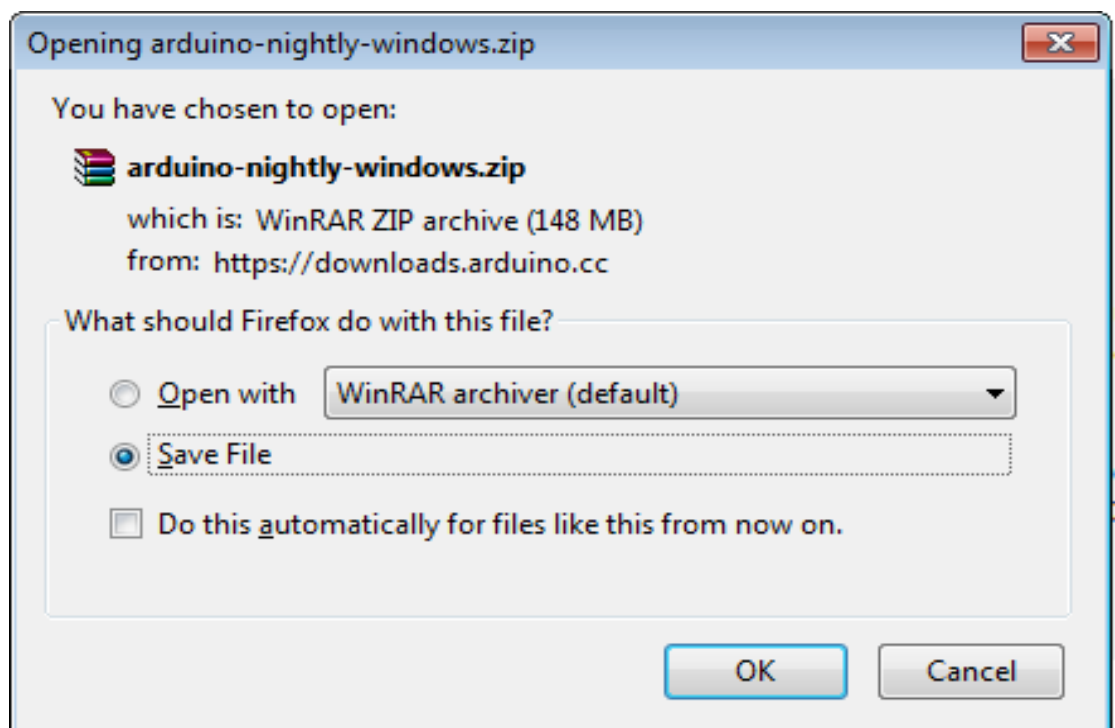 Opening arduino-nightly-windows.zip
You have chosen to open:
arduino-nightly-windows.zip
which is: WinRAR ZIP archive (148 MB)
from: https://downloads.arduino.cc
What should Firefox do with this file?
Open with WinRAR archiver (default)
Save File
Do this automatically for files like this from now on.
OK Cancel